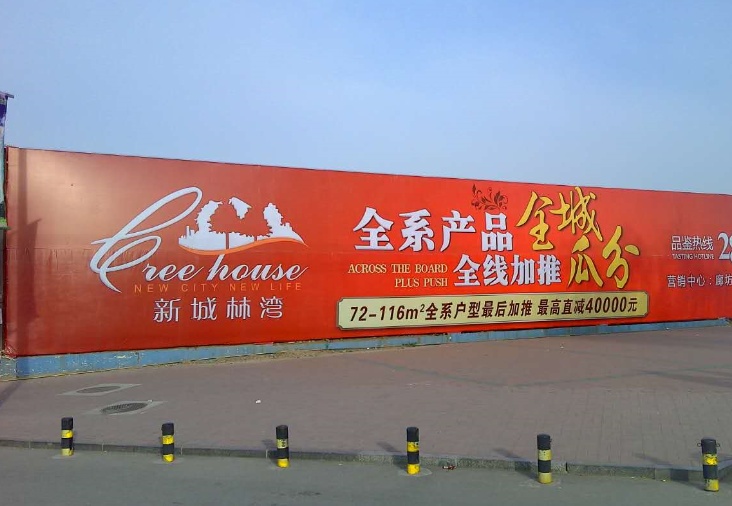 Cree house
NEW CITY NEW LIFE
新城林湾
全系产品
全城
瓜分
ACROSS THE BOARD
PLUS PUSH
全线加推
72-116m²全系户型最后加推 最高直减40000元
品鉴热线
TASTING HOTLINE
营销中心:廊坊